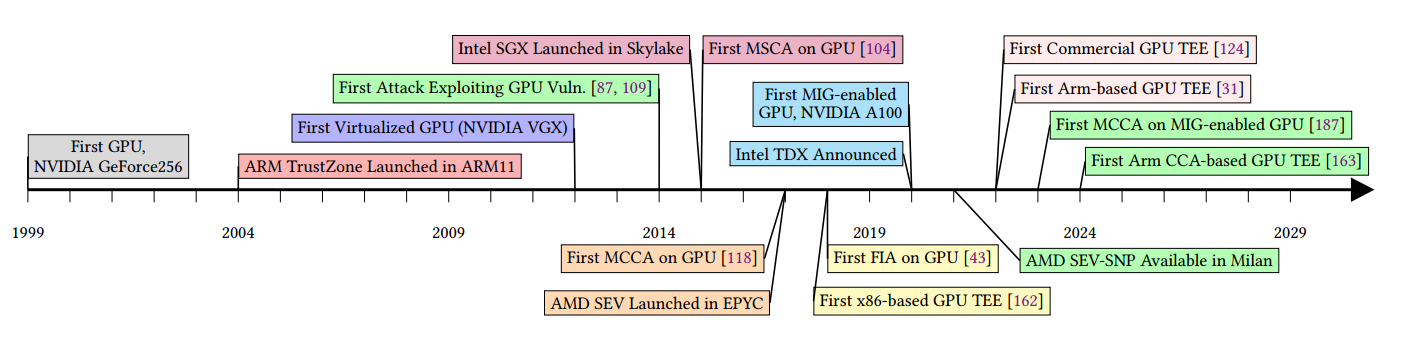 Intel SGX Launched in Skylake
First MSCA on GPU [104]
First Commercial GPU TEE [124]
First Attack Exploiting GPU Vuln. [87, 109]
First MIG-enabled
GPU, NVIDIA A100
First Arm-based GPU TEE [31]
First Virtualized GPU (NVIDIA VGX)
First MCCA on MIG-enabled GPU [187]
First GPU,
NVIDIA GeForce256
ARM TrustZone Launched in ARM11
Intel TDX Announced
First Arm CCA-based GPU TEE [163]
1999
2004
2009
2014
2019
2024
2029
First MCCA on GPU [118]
First FIA on GPU [43]
AMD SEV-SNP Available in Milan
AMD SEV Launched in EPYC
First x86-based GPU TEE [162]